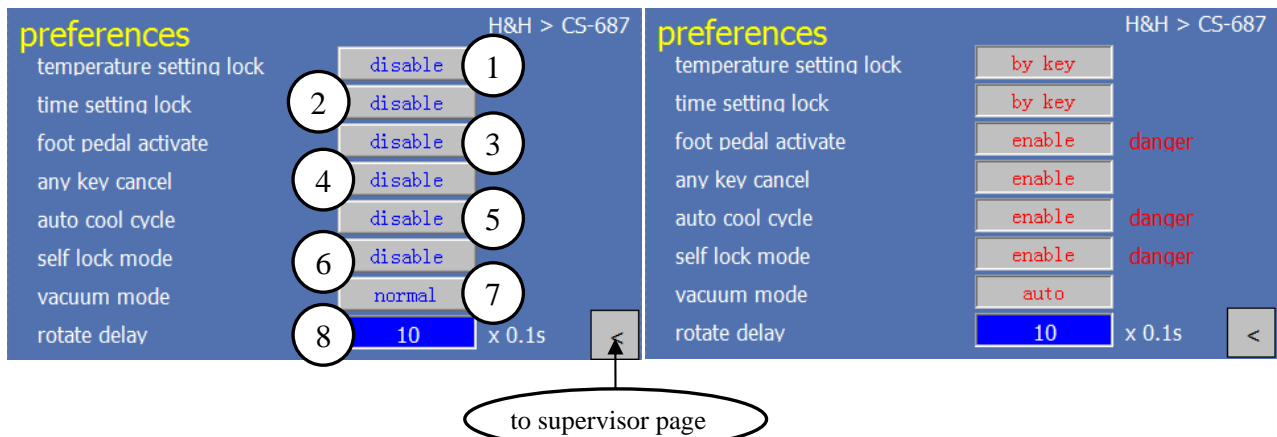 preferences
H&H > CS-687
temperature setting lock disable 1
time setting lock 2 disable
foot pedal activate disable 3
any key cancel 4 disable
auto cool cycle disable 5
self lock mode 6 disable
vacuum mode normal 7
rotate delay 8 10 x 0.1s <
preferences
H&H > CS-687
temperature setting lock by key
time setting lock by key
foot pedal activate enable danger
any key cancel enable
auto cool cycle enable danger
self lock mode enable danger
vacuum mode auto
rotate delay 10 x 0.1s <
to supervisor page